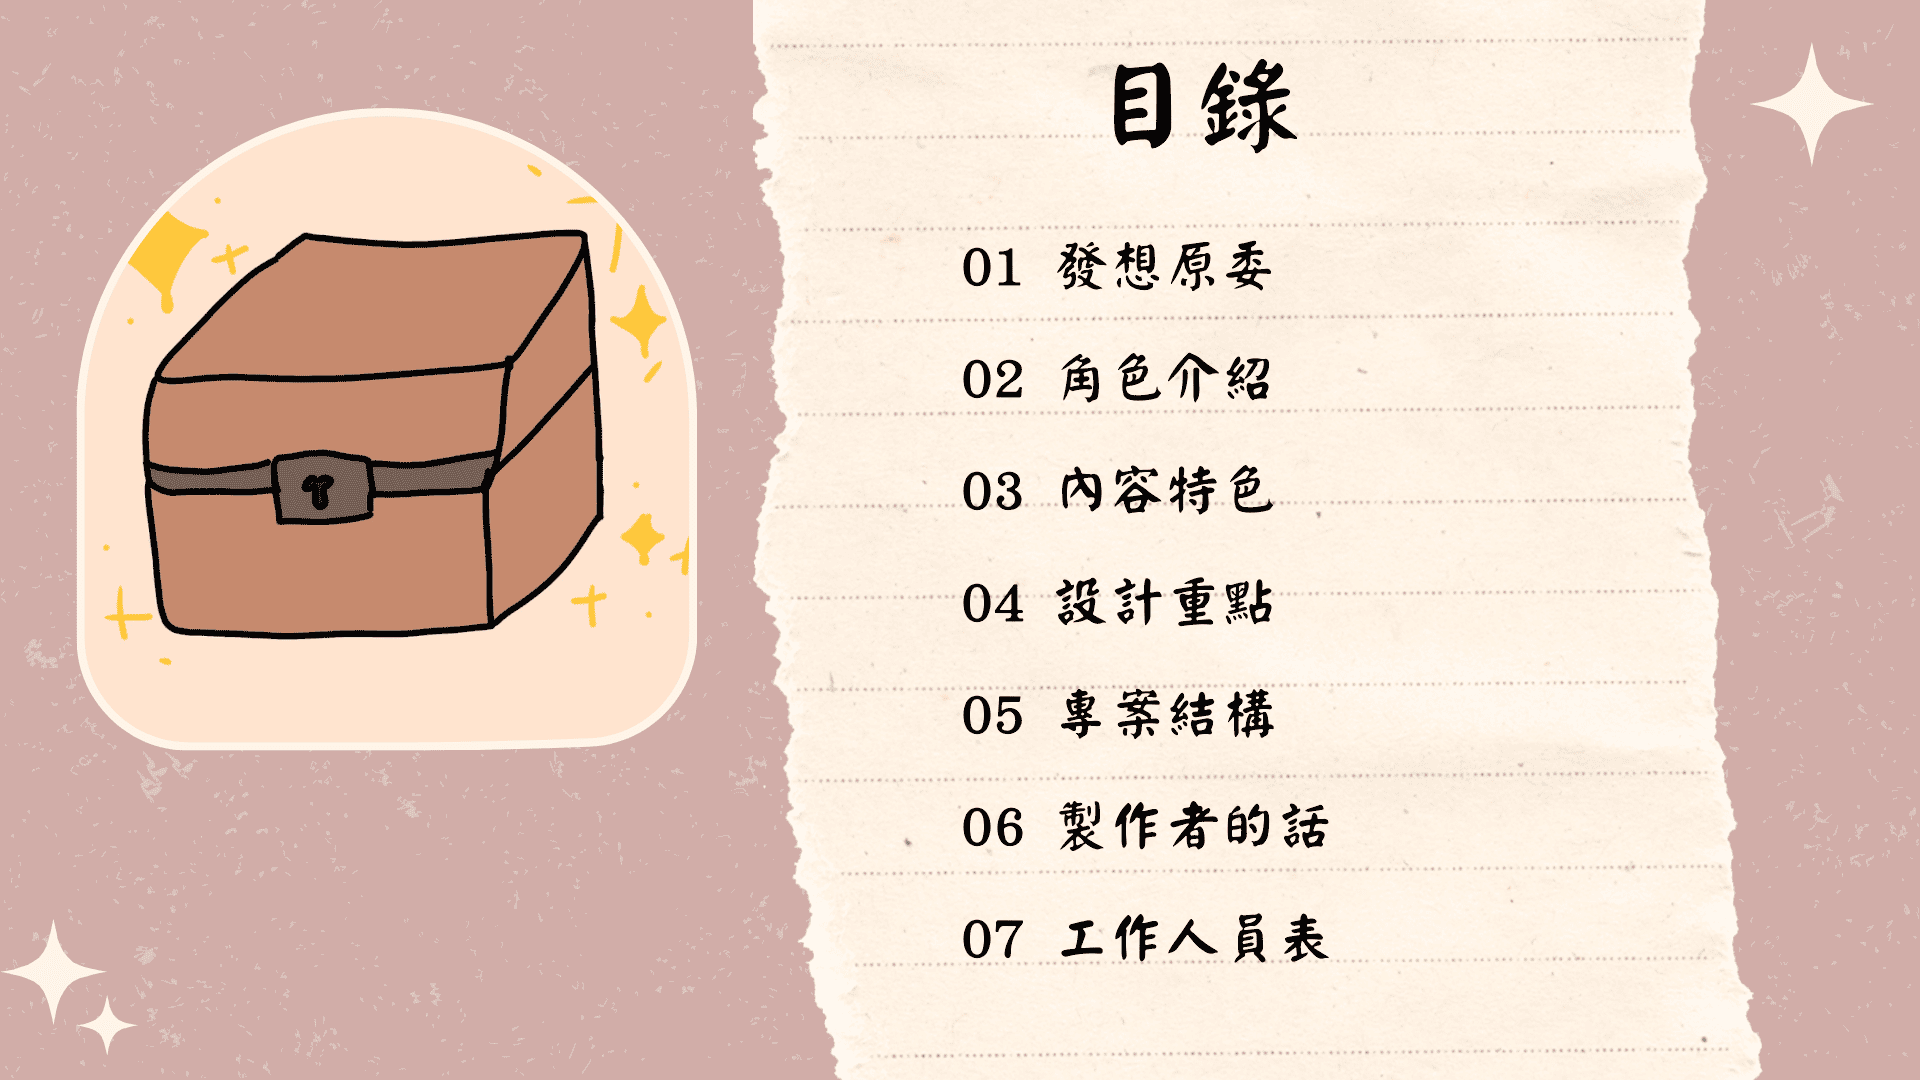 目錄
01 發想原委
02 角色介紹
03 內容特色
04 設計重點
05 專案結構
06 製作者的話
07 工作人員表